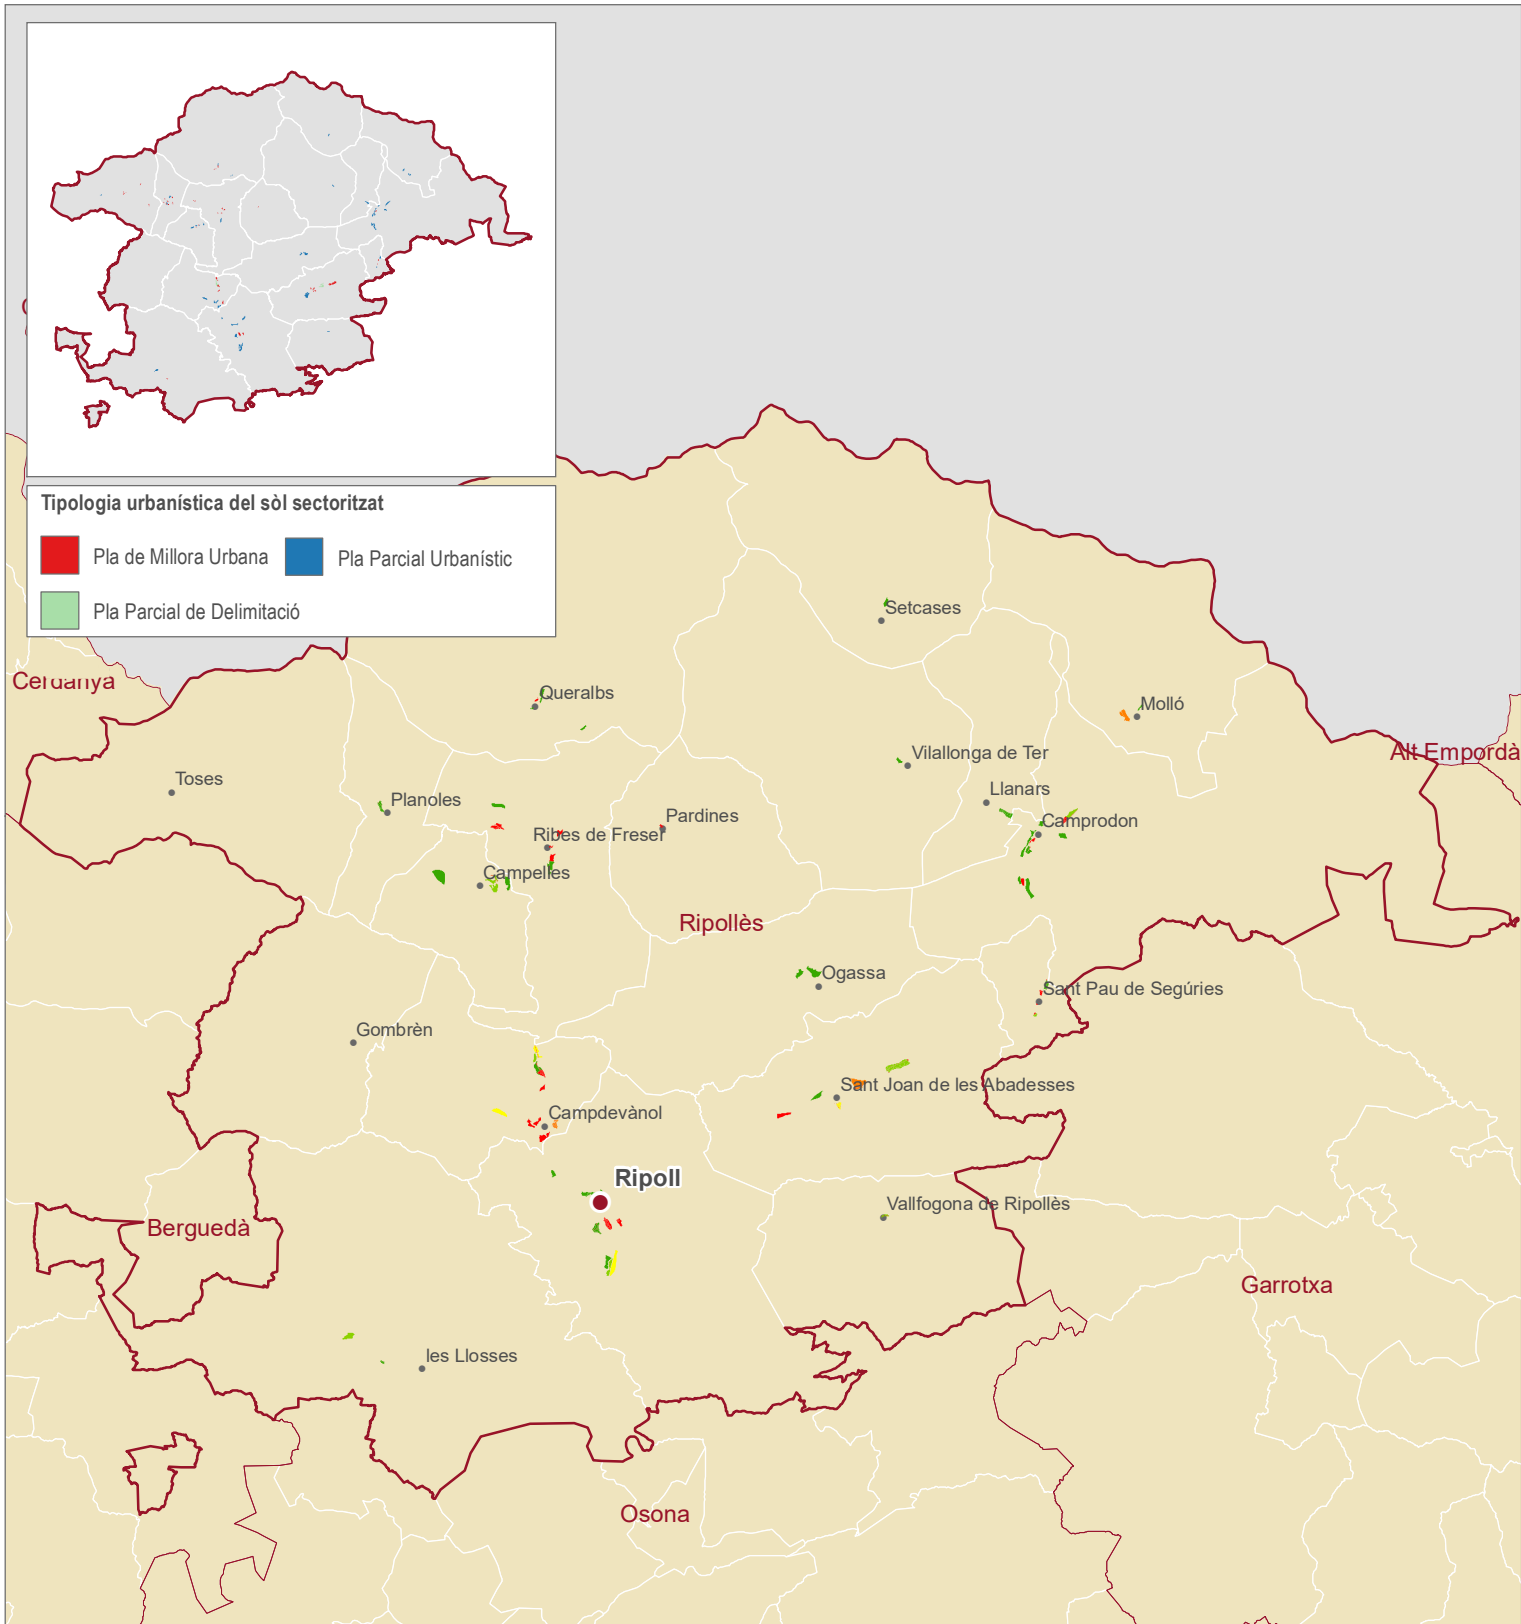 Tipologia urbanística del sòl sectoritzat
Pla de Millora Urbana
Pla Parcial Urbanístic
Pla Parcial de Delimitació
Setcases
Cerdanya
Queralbs
Molló
Alt Empordà
Vilallonga de Ter
Toses
Llanars
Planoles
Pardines
Camprodon
Ribes de Freser
Campelles
Ripollès
Ogassa
Sant Pau de Segúries
Gombrèn
Sant Joan de les Abadesses
Campdevànol
Ripoll
Vallfogona de Ripollès
Berguedà
Garrotxa
les Llosses
Osona